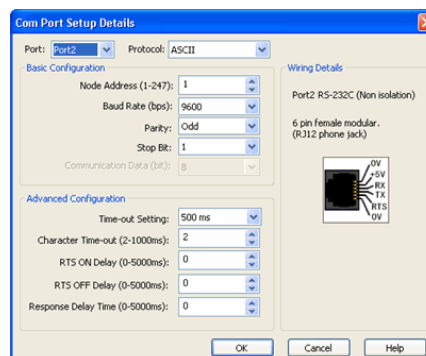 Com Port Setup Details
Port: Port2 Protocol: ASCII
Basic Configuration
Node Address (1-247): 1
Baud Rate (bps): 9600
Parity: Odd
Stop Bit: 1
Communication Data (bit): 8
Advanced Configuration
Time-out Setting: 500 ms
Character Time-out (2-1000ms): 2
RTS ON Delay (0-5000ms): 0
RTS OFF Delay (0-5000ms): 0
Response Delay Time (0-5000ms): 0
Wiring Details
Port2 RS-232C (Non isolation)
6 pin female modular.
(RJ12 phone jack)
0V
+5V
RX
TX
RTS
0V
OK Cancel Help